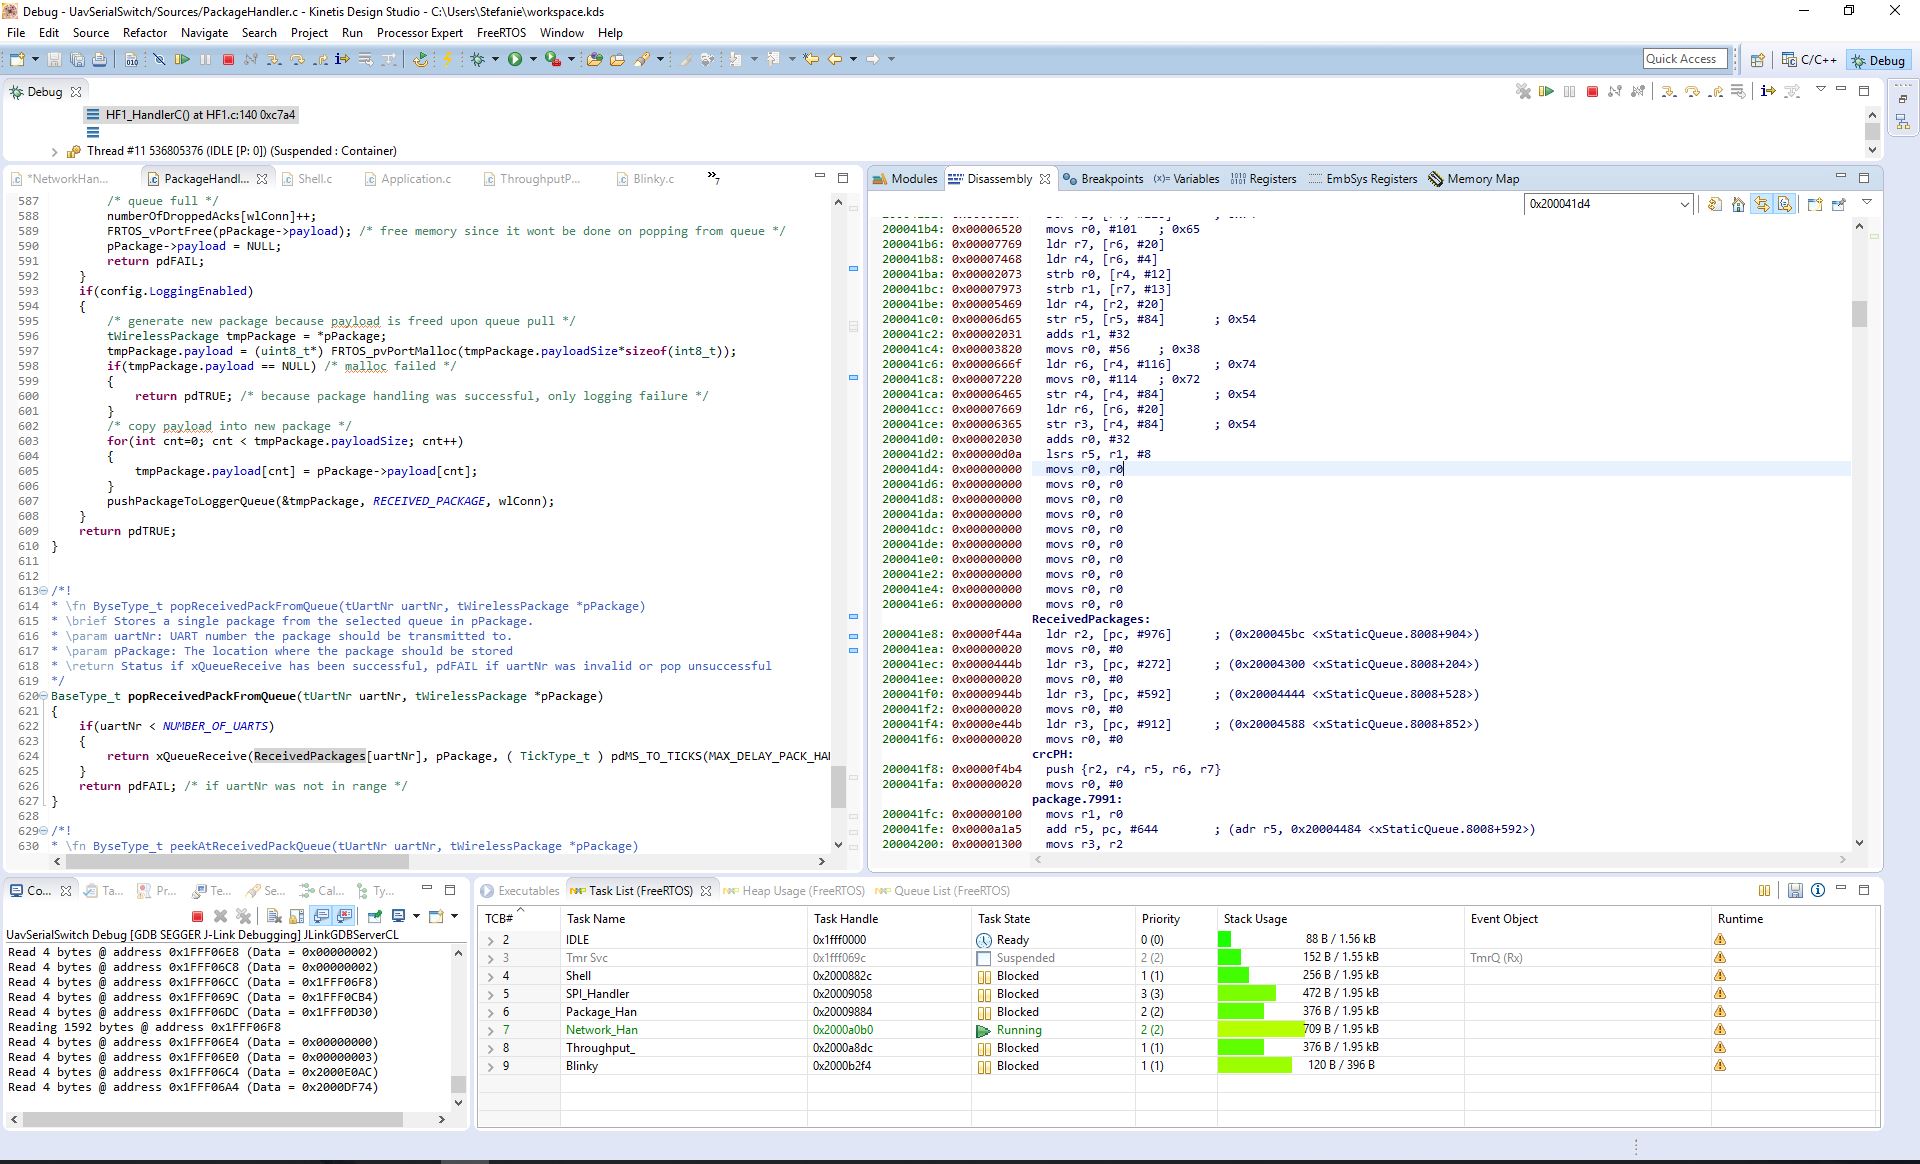 Debug - UavSerialSwitch/Sources/PackageHandler.c - Kinetis Design Studio - C:\Users\Stefanie\workspace.kds
File Edit Source Refactor Navigate Search Project Run Processor Expert FreeRTOS Window Help
Quick Access C/C++ Debug
Debug
HF1_HandlerC() at HF1.c:140 0xc7a4
Thread #11 536805376 (IDLE [P: 0]) (Suspended : Container)
*NetworkHan... PackageHandl... Shell.c Application.c ThroughputP... Blinky.c »7
587 /* queue full */
588 numberOfDroppedAcks[wlConn]++;
589 FRTOS_vPortFree(pPackage->payload); /* free memory since it wont be done on popping from queue */
590 pPackage->payload = NULL;
591 return pdFAIL;
592 }
593 if(config.LoggingEnabled)
594 {
595 /* generate new package because payload is freed upon queue pull */
596 tWirelessPackage tmpPackage = *pPackage;
597 tmpPackage.payload = (uint8_t*) FRTOS_pvPortMalloc(tmpPackage.payloadSize*sizeof(int8_t));
598 if(tmpPackage.payload == NULL) /* malloc failed */
599 {
600 return pdTRUE; /* because package handling was successful, only logging failure */
601 }
602 /* copy payload into new package */
603 for(int cnt=0; cnt < tmpPackage.payloadSize; cnt++)
604 {
605 tmpPackage.payload[cnt] = pPackage->payload[cnt];
606 }
607 pushPackageToLoggerQueue(&tmpPackage, RECEIVED_PACKAGE, wlConn);
608 }
609 return pdTRUE;
610 }
611
612
613 /*!
614 * \fn ByseType_t popReceivedPackFromQueue(tUartNr uartNr, tWirelessPackage *pPackage)
615 * \brief Stores a single package from the selected queue in pPackage.
616 * \param uartNr: UART number the package should be transmitted to.
617 * \param pPackage: The location where the package should be stored
618 * \return Status if xQueueReceive has been successful, pdFAIL if uartNr was invalid or pop unsuccessful
619 */
620 BaseType_t popReceivedPackFromQueue(tUartNr uartNr, tWirelessPackage *pPackage)
621 {
622 if(uartNr < NUMBER_OF_UARTS)
623 {
624 return xQueueReceive(ReceivedPackages[uartNr], pPackage, ( TickType_t ) pdMS_TO_TICKS(MAX_DELAY_PACK_HA
625 }
626 return pdFAIL; /* if uartNr was not in range */
627 }
628
629 /*!
630 * \fn ByseType_t peekAtReceivedPackQueue(tUartNr uartNr, tWirelessPackage *pPackage)
Modules Disassembly Breakpoints (x)= Variables Registers EmbSys Registers Memory Map
0x200041d4
200041b4: 0x00006520 movs r0, #101 ; 0x65
200041b6: 0x00007769 ldr r7, [r6, #20]
200041b8: 0x00007468 ldr r4, [r6, #4]
200041ba: 0x00002073 strb r0, [r4, #12]
200041bc: 0x00007973 strb r1, [r7, #13]
200041be: 0x00005469 ldr r4, [r2, #20]
200041c0: 0x00006d65 str r5, [r5, #84] ; 0x54
200041c2: 0x00002031 adds r1, #32
200041c4: 0x00003820 movs r0, #56 ; 0x38
200041c6: 0x0000666f ldr r6, [r4, #116] ; 0x74
200041c8: 0x00007220 movs r0, #114 ; 0x72
200041ca: 0x00006465 str r4, [r4, #84] ; 0x54
200041cc: 0x00007669 ldr r6, [r6, #20]
200041ce: 0x00006365 str r3, [r4, #84] ; 0x54
200041d0: 0x00002030 adds r0, #32
200041d2: 0x00000d0a lsrs r5, r1, #8
200041d4: 0x00000000 movs r0, r0
200041d6: 0x00000000 movs r0, r0
200041d8: 0x00000000 movs r0, r0
200041da: 0x00000000 movs r0, r0
200041dc: 0x00000000 movs r0, r0
200041de: 0x00000000 movs r0, r0
200041e0: 0x00000000 movs r0, r0
200041e2: 0x00000000 movs r0, r0
200041e4: 0x00000000 movs r0, r0
200041e6: 0x00000000 movs r0, r0
ReceivedPackages:
200041e8: 0x0000f44a ldr r2, [pc, #976] ; (0x200045bc <xStaticQueue.8008+904>)
200041ea: 0x00000020 movs r0, #0
200041ec: 0x0000444b ldr r3, [pc, #272] ; (0x20004300 <xStaticQueue.8008+204>)
200041ee: 0x00000020 movs r0, #0
200041f0: 0x0000944b ldr r3, [pc, #592] ; (0x20004444 <xStaticQueue.8008+528>)
200041f2: 0x00000020 movs r0, #0
200041f4: 0x0000e44b ldr r3, [pc, #912] ; (0x20004588 <xStaticQueue.8008+852>)
200041f6: 0x00000020 movs r0, #0
crcPH:
200041f8: 0x0000f4b4 push {r2, r4, r5, r6, r7}
200041fa: 0x00000020 movs r0, #0
package.7991:
200041fc: 0x00000100 movs r1, r0
200041fe: 0x0000a1a5 add r5, pc, #644 ; (adr r5, 0x20004484 <xStaticQueue.8008+592>)
20004200: 0x00001300 movs r3, r2
Co... Ta... Pr... Te... Se... Cal... Ty...
UavSerialSwitch Debug [GDB SEGGER J-Link Debugging] JLinkGDBServerCL
Read 4 bytes @ address 0x1FFF06E8 (Data = 0x00000002)
Read 4 bytes @ address 0x1FFF06C8 (Data = 0x00000002)
Read 4 bytes @ address 0x1FFF06CC (Data = 0x1FFF06F8)
Read 4 bytes @ address 0x1FFF069C (Data = 0x1FFF0CB4)
Read 4 bytes @ address 0x1FFF06DC (Data = 0x1FFF0D30)
Reading 1592 bytes @ address 0x1FFF06F8
Read 4 bytes @ address 0x1FFF06E4 (Data = 0x00000000)
Read 4 bytes @ address 0x1FFF06E0 (Data = 0x00000003)
Read 4 bytes @ address 0x1FFF06C4 (Data = 0x2000E0AC)
Read 4 bytes @ address 0x1FFF06A4 (Data = 0x2000DF74)
Executables Task List (FreeRTOS) Heap Usage (FreeRTOS) Queue List (FreeRTOS)
TCB# Task Name Task Handle Task State Priority Stack Usage Event Object Runtime
2 IDLE 0x1fff0000 Ready 0 (0) 88 B / 1.56 kB
3 Tmr Svc 0x1fff069c Suspended 2 (2) 152 B / 1.55 kB TmrQ (Rx)
4 Shell 0x2000882c Blocked 1 (1) 256 B / 1.95 kB
5 SPI_Handler 0x20009058 Blocked 3 (3) 472 B / 1.95 kB
6 Package_Han 0x20009884 Blocked 2 (2) 376 B / 1.95 kB
7 Network_Han 0x2000a0b0 Running 2 (2) 709 B / 1.95 kB
8 Throughput_ 0x2000a8dc Blocked 1 (1) 376 B / 1.95 kB
9 Blinky 0x2000b2f4 Blocked 1 (1) 120 B / 396 B